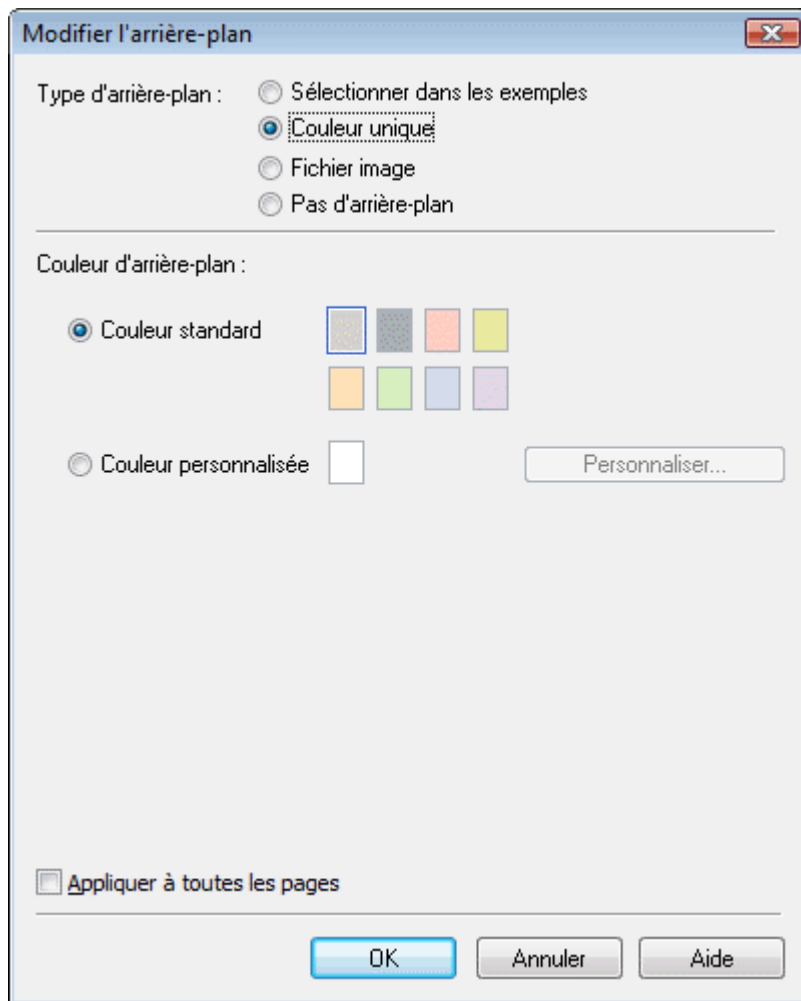 Modifier l'arrière-plan
Type d'arrière-plan :
Sélectionner dans les exemples
Couleur unique
Fichier image
Pas d'arrière-plan
Couleur d'arrière-plan :
Couleur standard
Couleur personnalisée
Personnaliser...
Appliquer à toutes les pages
OK
Annuler
Aide